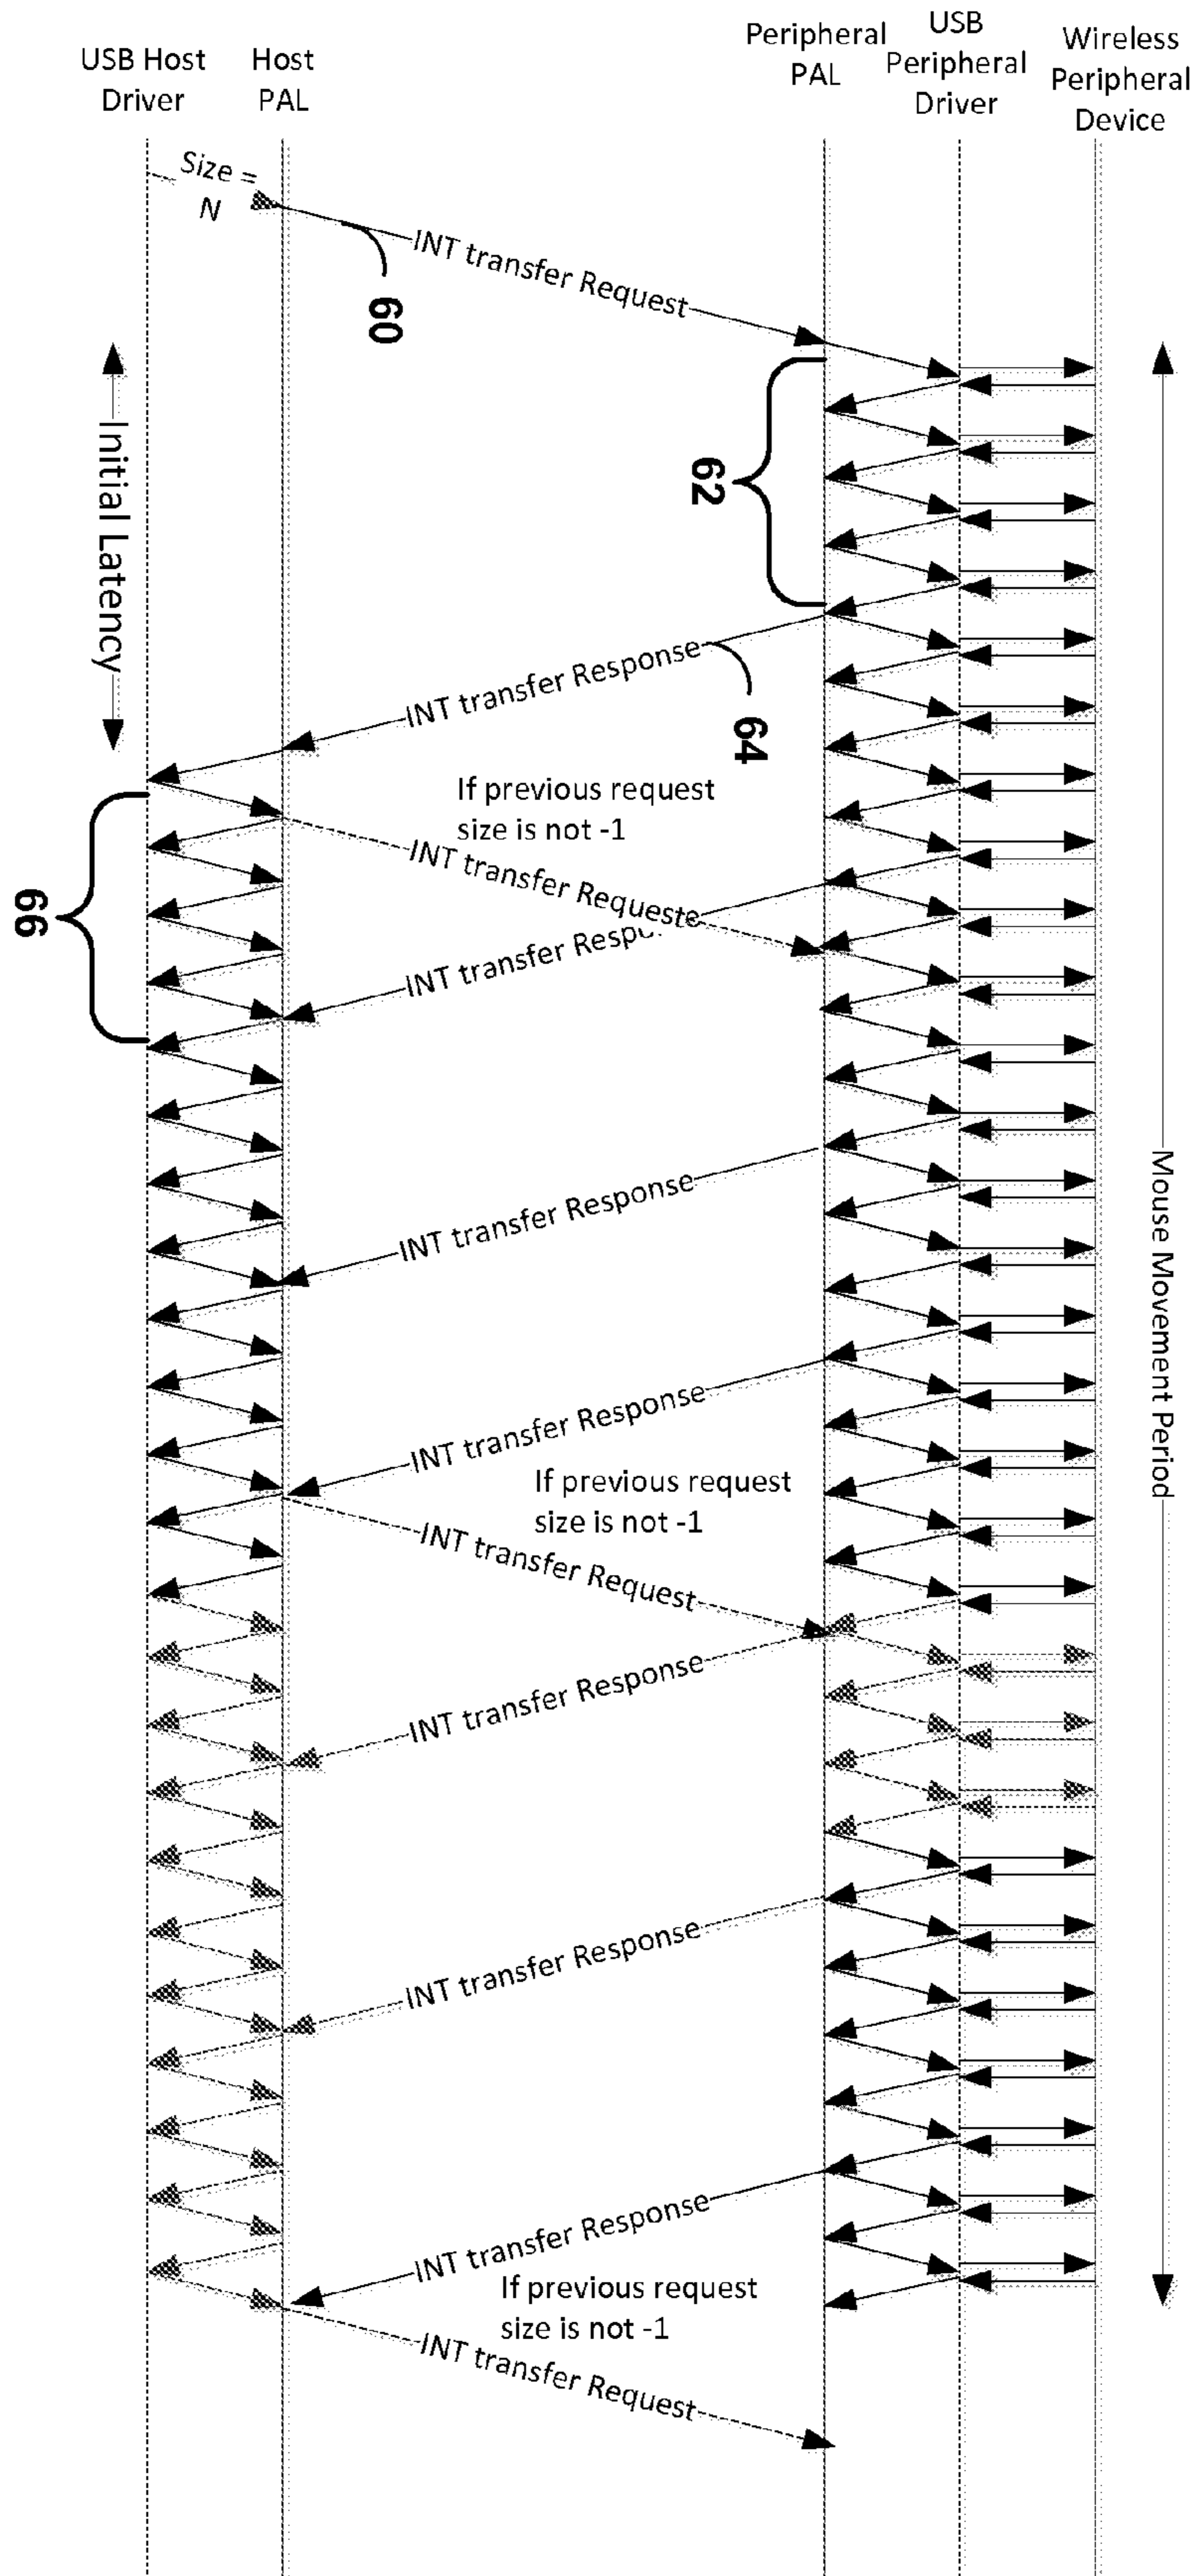 USB Host
Driver
Host
PAL
Peripheral
PAL
USB
Peripheral
Driver
Wireless
Peripheral
Device
Size =
N
INT transfer Request
60
62
Initial Latency
INT transfer Response
64
If previous request
size is not -1
INT transfer Request
66
INT transfer
Mouse Movement Period
INT transfer Response
INT transfer Response
If previous request
size is not -1
INT transfer Request
INT transfer Response
INT transfer Response
INT transfer Response
If previous request
size is not -1
INT transfer Request